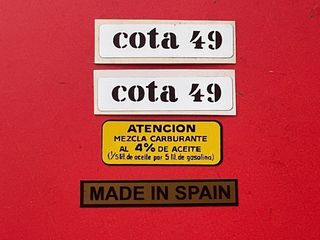 cota 49
cota 49
ATENCION
MEZCLA CARBURANTE
AL 4% DE ACEITE
(1/5 lit. de aceite por 5 lit. de gasolina)
MADE IN SPAIN